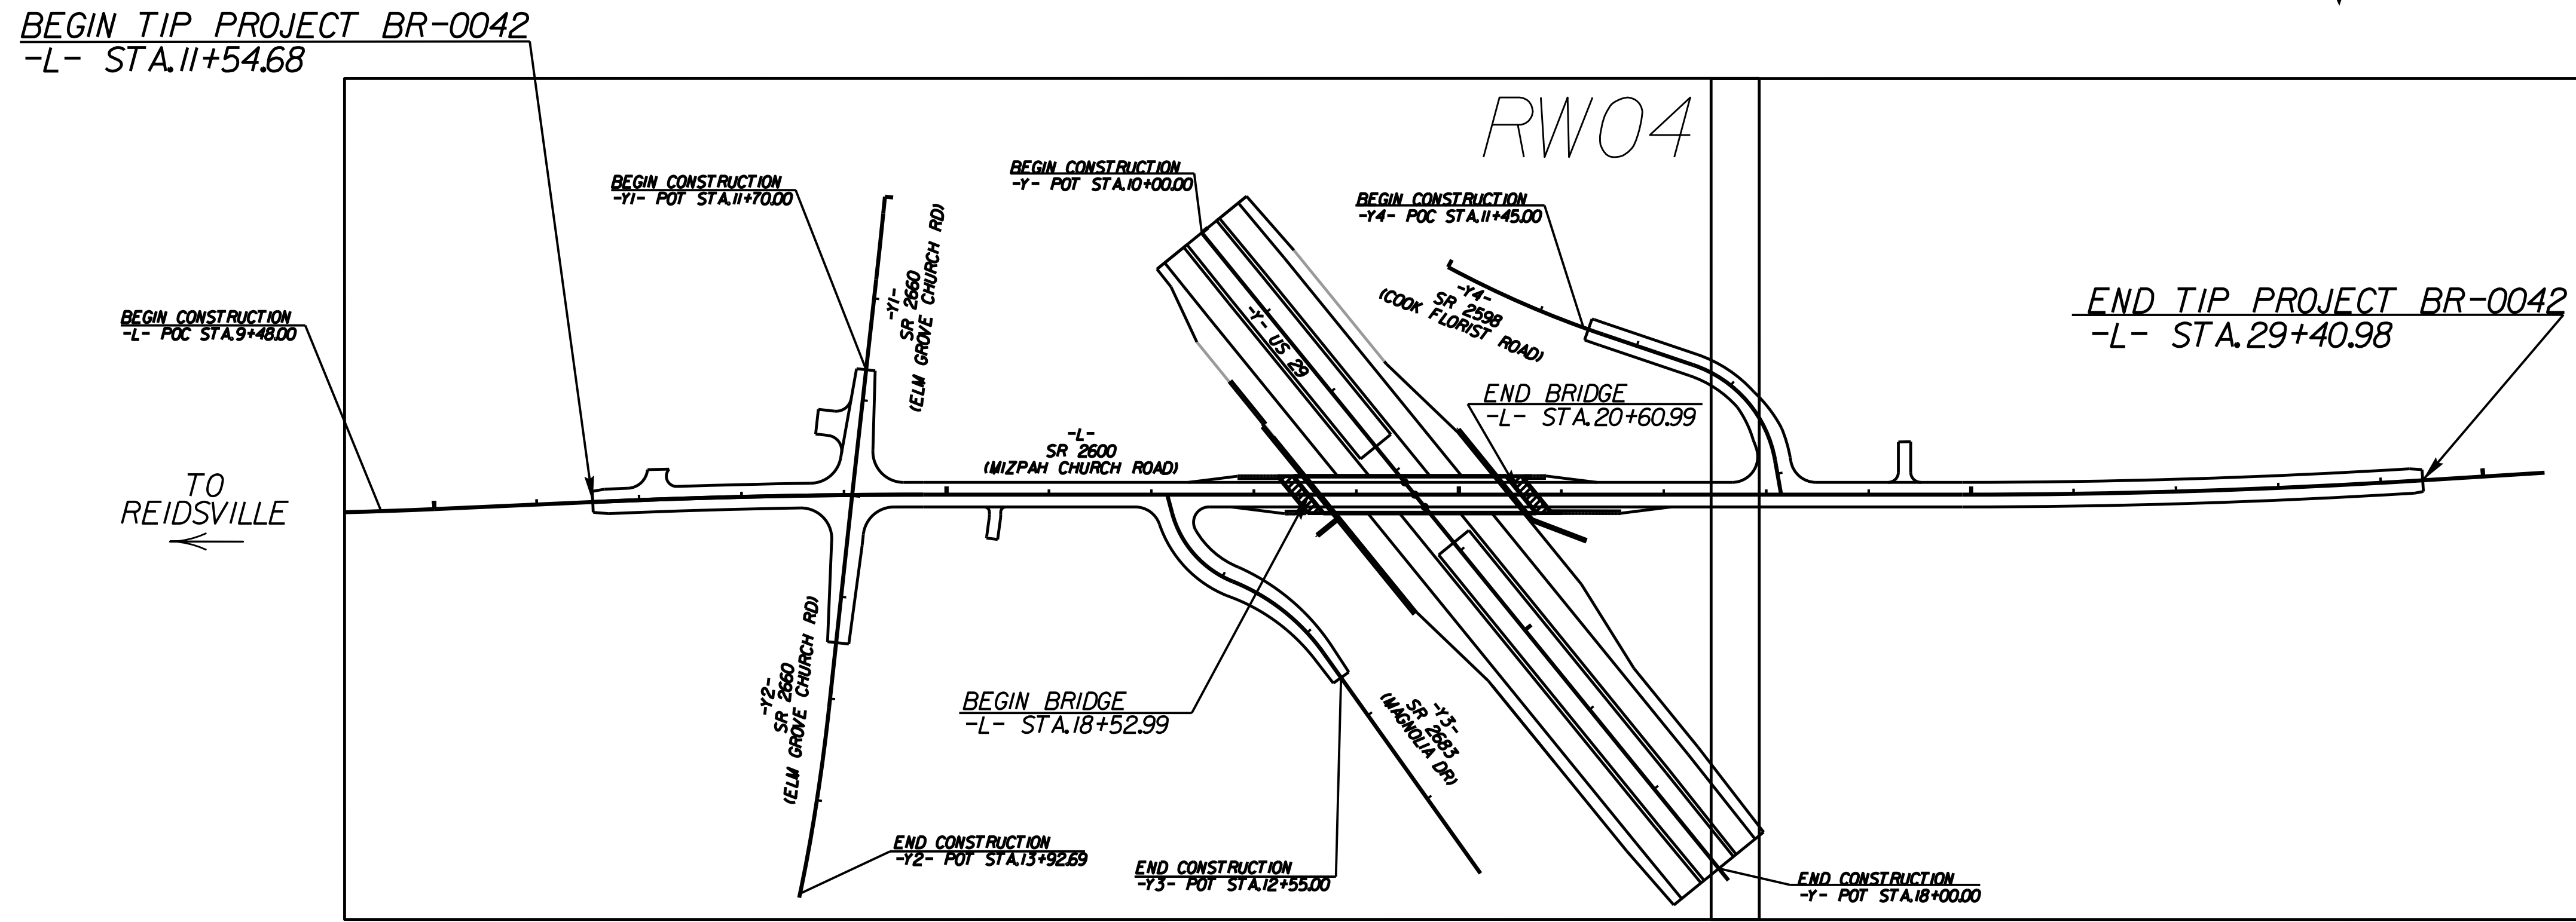 BEGIN TIP PROJECT BR-0042
-L- STA.11+54.68
RW04
BEGIN CONSTRUCTION
-Y1- POT STA.11+70.00
BEGIN CONSTRUCTION
-Y- POT STA.10+00.00
BEGIN CONSTRUCTION
-Y4- POC STA.11+45.00
BEGIN CONSTRUCTION
-L- POC STA.9+48.00
-Y1-
SR 2660
(ELM GROVE CHURCH RD)
-Y- US 29
-Y4-
SR 2598
(COOK FLORIST ROAD)
END TIP PROJECT BR-0042
-L- STA.29+40.98
END BRIDGE
-L- STA.20+60.99
-L-
SR 2600
(MIZPAH CHURCH ROAD)
TO
REIDSVILLE
-Y2-
SR 2660
(ELM GROVE CHURCH RD)
BEGIN BRIDGE
-L- STA.18+52.99
-Y3-
SR 2683
(MAGNOLIA DR)
END CONSTRUCTION
-Y2- POT STA.13+92.69
END CONSTRUCTION
-Y3- POT STA.12+55.00
END CONSTRUCTION
-Y- POT STA.18+00.00